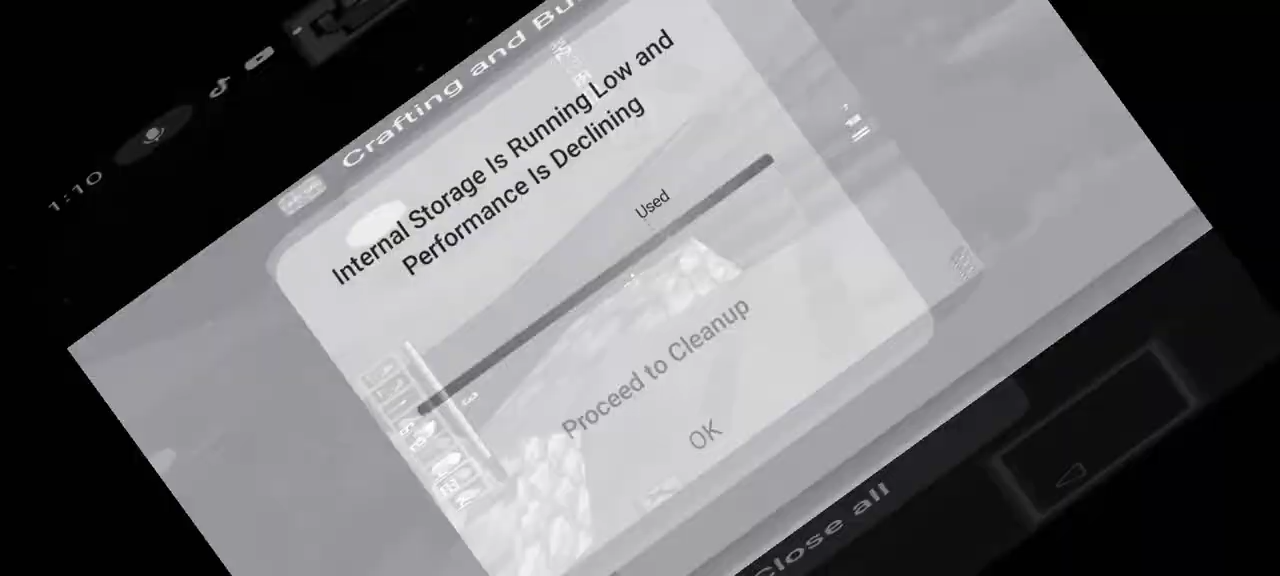 1:10
Crafting and Bu
Internal Storage Is Running Low and
Performance Is Declining
Used
Proceed to Cleanup
OK
Close all